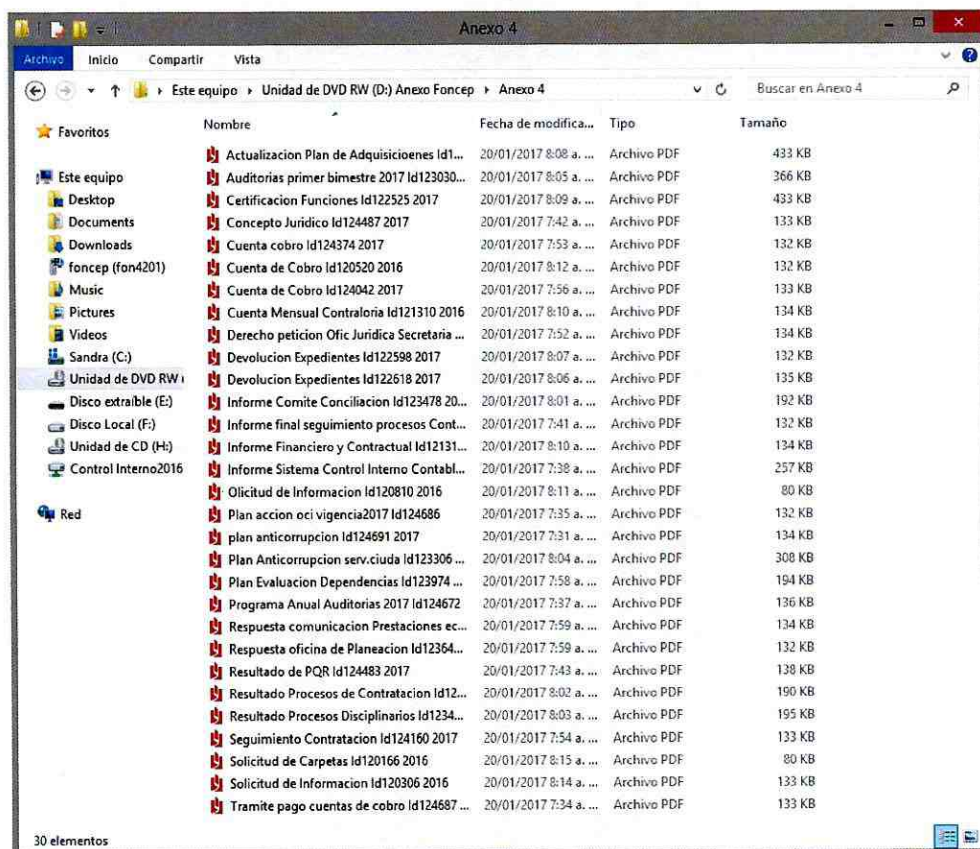 Anexo 4
Archivo Inicio Compartir Vista
Este equipo Unidad de DVD RW (D:) Anexo Foncep Anexo 4 Buscar en Anexo 4
Favoritos
Este equipo
Desktop
Documents
Downloads
foncep (fon4201)
Music
Pictures
Videos
Sandra (C:)
Unidad de DVD RW
Disco extraíble (E:)
Disco Local (F:)
Unidad de CD (H:)
Control Interno2016
Red
Nombre Fecha de modifica... Tipo Tamaño
Actualizacion Plan de Adquisicioenes Id1... 20/01/2017 8:08 a. ... Archivo PDF 433 KB
Auditorias primer bimestre 2017 Id123030... 20/01/2017 8:05 a. ... Archivo PDF 366 KB
Certificacion Funciones Id122525 2017 20/01/2017 8:09 a. ... Archivo PDF 433 KB
Concepto Juridico Id124487 2017 20/01/2017 7:42 a. ... Archivo PDF 133 KB
Cuenta cobro Id124374 2017 20/01/2017 7:53 a. ... Archivo PDF 132 KB
Cuenta de Cobro Id120520 2016 20/01/2017 8:12 a. ... Archivo PDF 132 KB
Cuenta de Cobro Id124042 2017 20/01/2017 7:56 a. ... Archivo PDF 133 KB
Cuenta Mensual Contraloria Id121310 2016 20/01/2017 8:10 a. ... Archivo PDF 134 KB
Derecho peticion Ofic Juridica Secretaria ... 20/01/2017 7:52 a. ... Archivo PDF 134 KB
Devolucion Expedientes Id122598 2017 20/01/2017 8:07 a. ... Archivo PDF 132 KB
Devolucion Expedientes Id122618 2017 20/01/2017 8:06 a. ... Archivo PDF 135 KB
Informe Comite Conciliacion Id123478 20... 20/01/2017 8:01 a. ... Archivo PDF 192 KB
Informe final seguimiento procesos Cont... 20/01/2017 7:41 a. ... Archivo PDF 132 KB
Informe Financiero y Contractual Id12131... 20/01/2017 8:10 a. ... Archivo PDF 134 KB
Informe Sistema Control Interno Contabl... 20/01/2017 7:38 a. ... Archivo PDF 257 KB
Olicitud de Informacion Id120810 2016 20/01/2017 8:11 a. ... Archivo PDF 80 KB
Plan accion oci vigencia2017 Id124686 20/01/2017 7:35 a. ... Archivo PDF 132 KB
plan anticorrupcion Id124691 2017 20/01/2017 7:31 a. ... Archivo PDF 134 KB
Plan Anticorrupcion serv.ciuda Id123306 ... 20/01/2017 8:04 a. ... Archivo PDF 308 KB
Plan Evaluacion Dependencias Id123974 ... 20/01/2017 7:58 a. ... Archivo PDF 194 KB
Programa Anual Auditorias 2017 Id124672 20/01/2017 7:37 a. ... Archivo PDF 136 KB
Respuesta comunicacion Prestaciones ec... 20/01/2017 7:59 a. ... Archivo PDF 134 KB
Respuesta oficina de Planeacion Id12364... 20/01/2017 7:59 a. ... Archivo PDF 132 KB
Resultado de PQR Id124483 2017 20/01/2017 7:43 a. ... Archivo PDF 138 KB
Resultado Procesos de Contratacion Id12... 20/01/2017 8:02 a. ... Archivo PDF 190 KB
Resultado Procesos Disciplinarios Id1234... 20/01/2017 8:03 a. ... Archivo PDF 195 KB
Seguimiento Contratacion Id124160 2017 20/01/2017 7:54 a. ... Archivo PDF 133 KB
Solicitud de Carpetas Id120166 2016 20/01/2017 8:15 a. ... Archivo PDF 80 KB
Solicitud de Informacion Id120306 2016 20/01/2017 8:14 a. ... Archivo PDF 133 KB
Tramite pago cuentas de cobro Id124687 ... 20/01/2017 7:34 a. ... Archivo PDF 133 KB
30 elementos